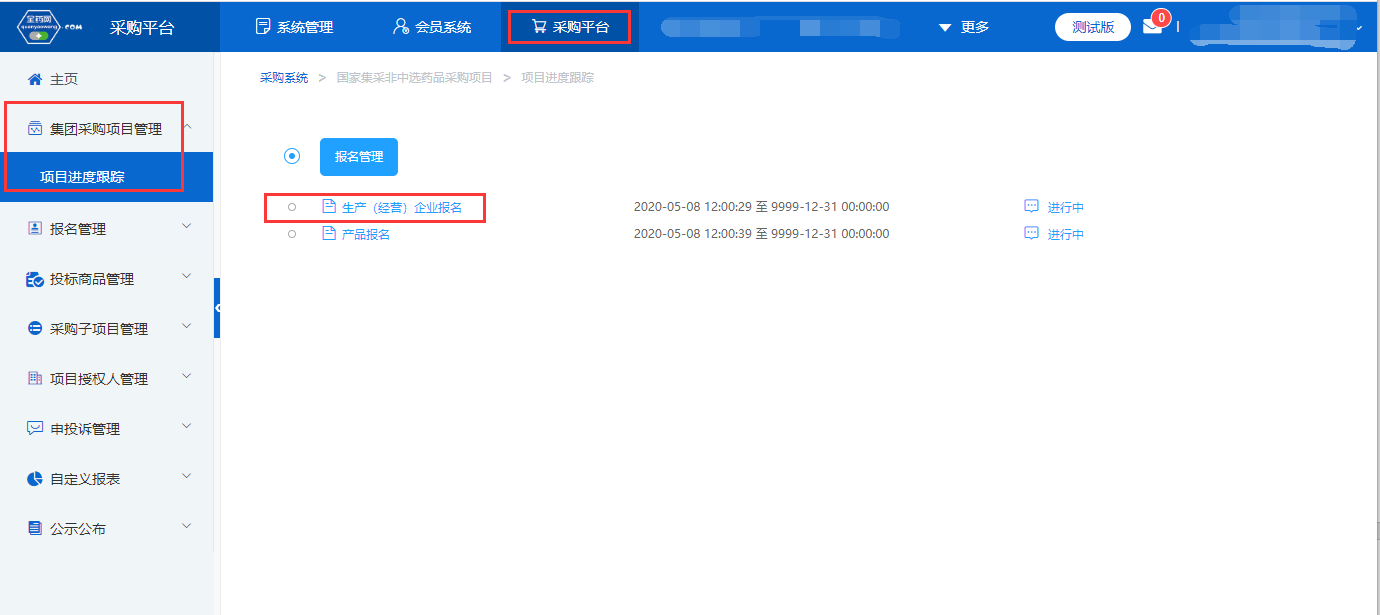 全药网
quanyaowang .COM
采购平台
系统管理
会员系统
采购平台
更多
测试版
0
主页
集团采购项目管理
项目进度跟踪
报名管理
投标商品管理
采购子项目管理
项目授权人管理
申投诉管理
自定义报表
公示公布
采购系统 > 国家集采非中选药品采购项目 > 项目进度跟踪
报名管理
生产（经营）企业报名 2020-05-08 12:00:29 至 9999-12-31 00:00:00 进行中
产品报名 2020-05-08 12:00:39 至 9999-12-31 00:00:00 进行中